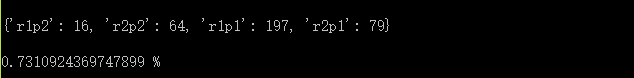 {'r1p2': 16, 'r2p2': 64, 'r1p1': 197, 'r2p1': 79}
0.7310924369747899 %